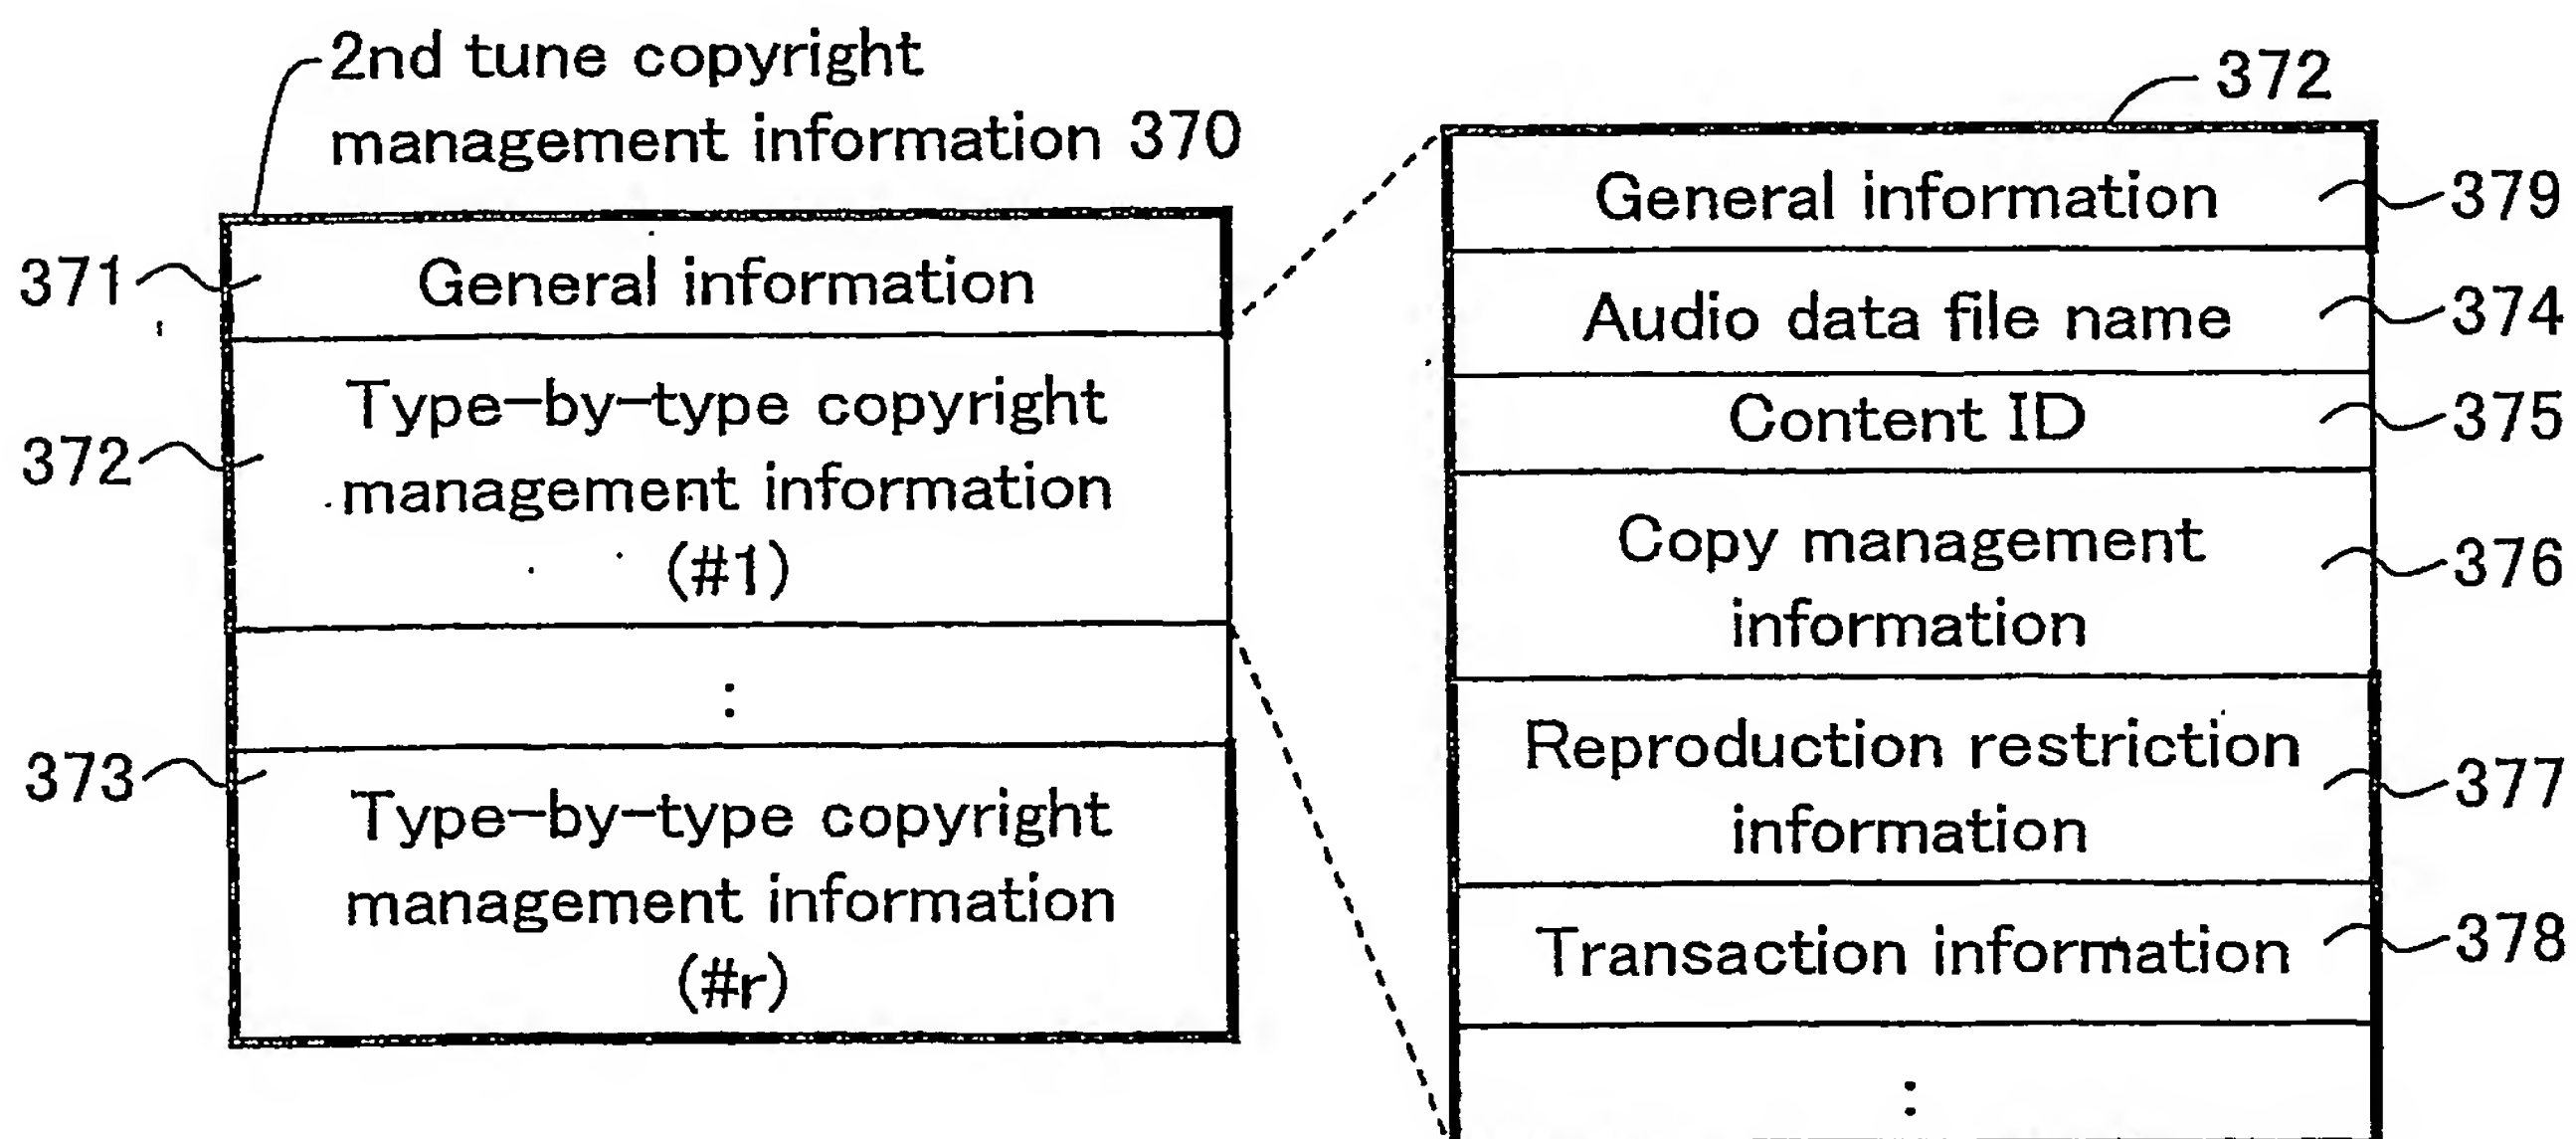 2nd tune copyright
management information 370
371
General information
372
Type-by-type copyright
management information
(#1)
:
373
Type-by-type copyright
management information
(#r)
372
General information
379
Audio data file name
374
Content ID
375
Copy management
information
376
Reproduction restriction
information
377
Transaction information
378
: